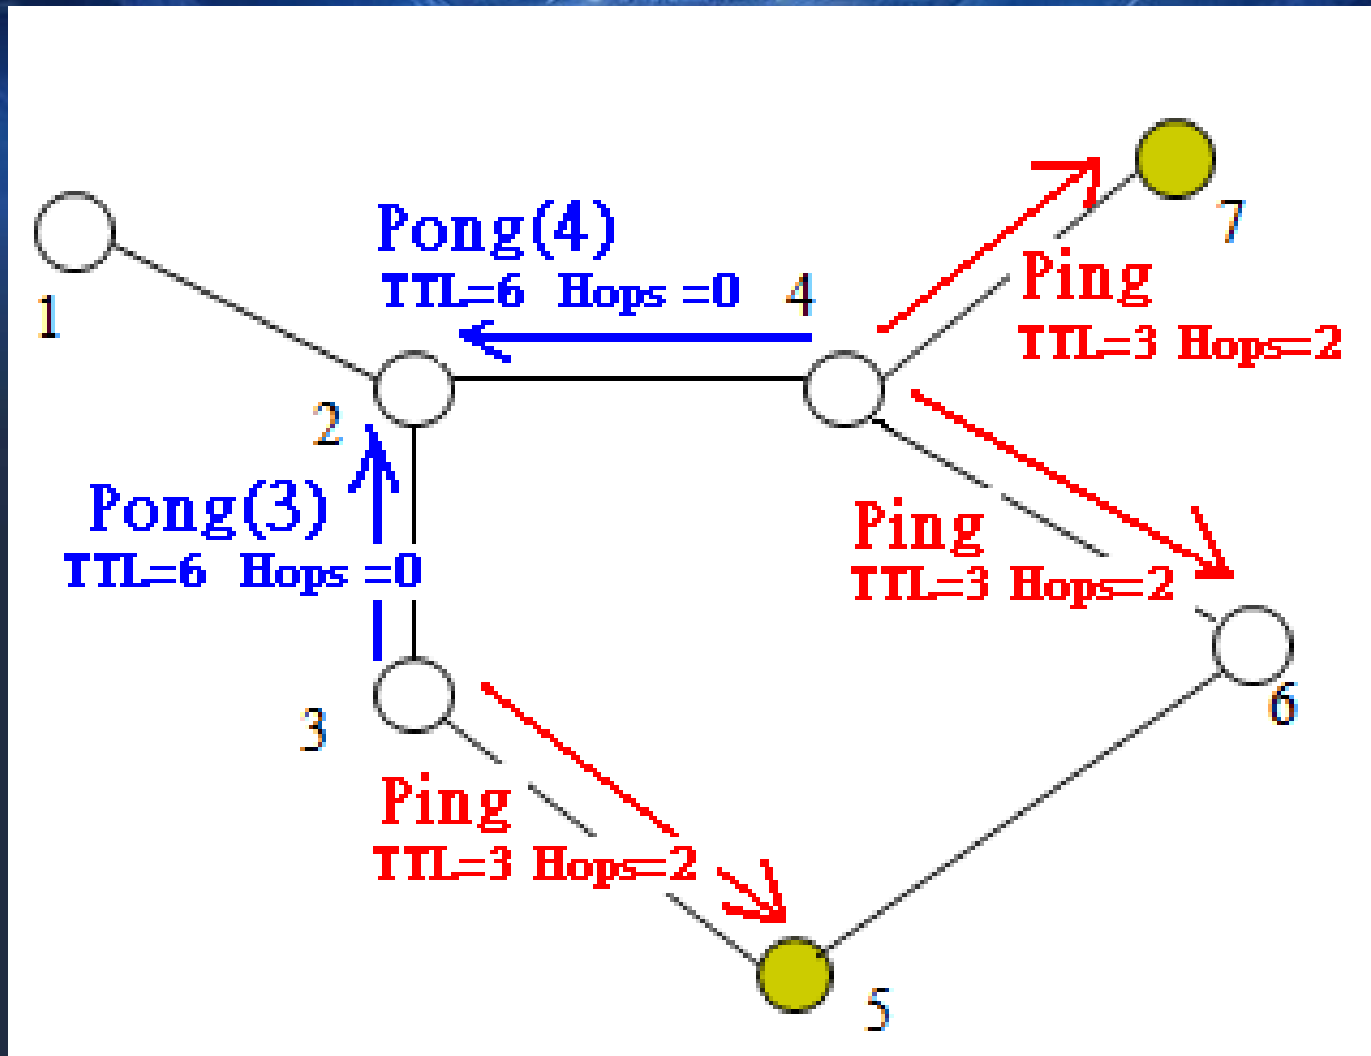 7
Pong(4)
TTL=6 Hops =0
4
Ping
TTL=3 Hops=2
1
2
Pong(3)
TTL=6 Hops =0
Ping
TTL=3 Hops=2
6
3
Ping
TTL=3 Hops=2
5